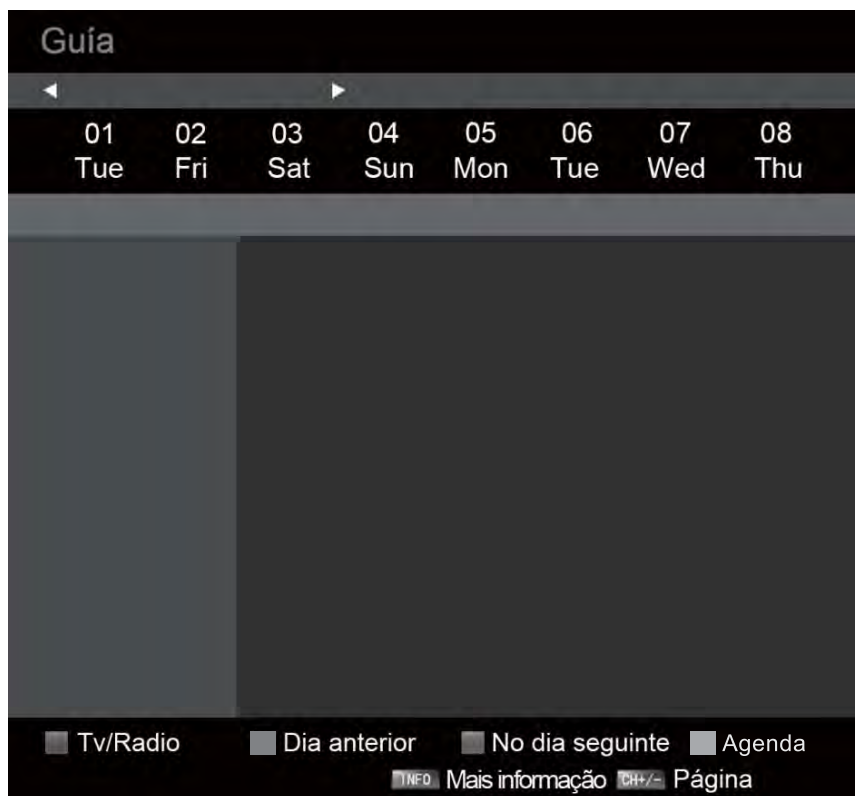 Guía
01 02 03 04 05 06 07 08
Tue Fri Sat Sun Mon Tue Wed Thu
Tv/Radio Dia anterior No dia seguinte Agenda
INFO Mais informação CH+/- Página